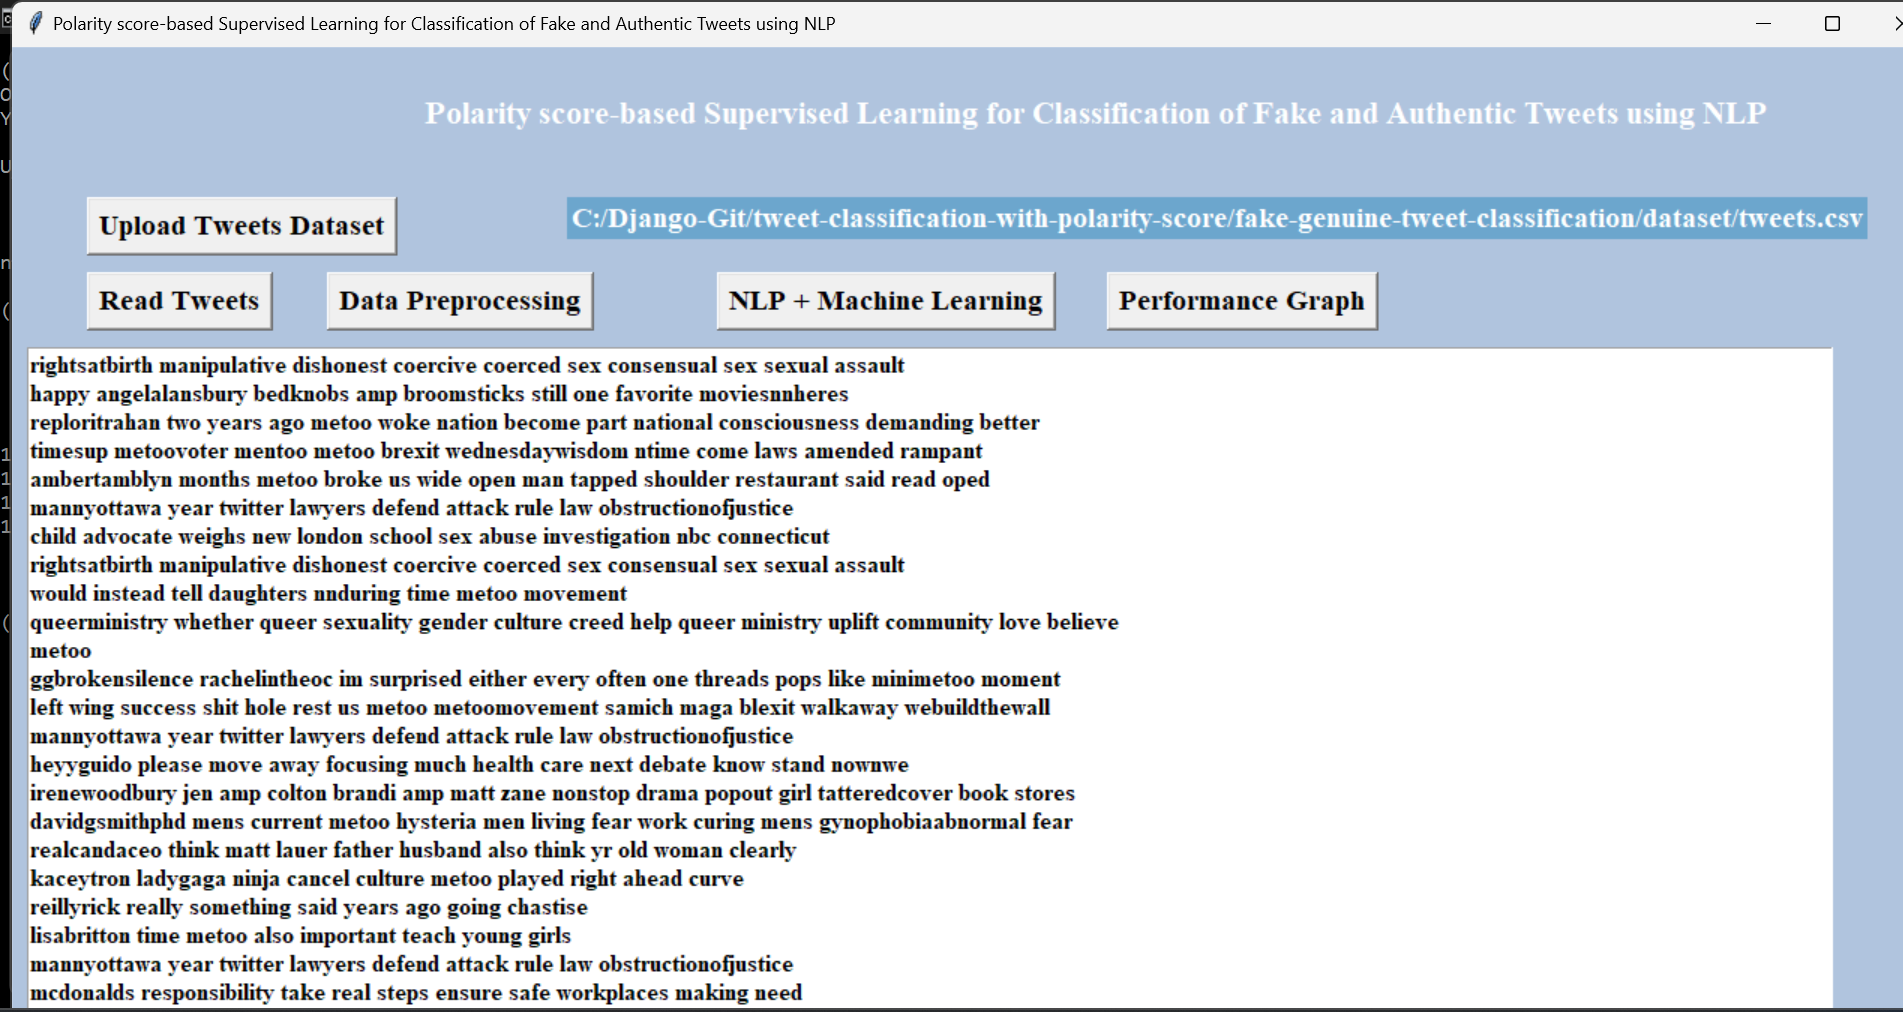 Polarity score-based Supervised Learning for Classification of Fake and Authentic Tweets using NLP
Polarity score-based Supervised Learning for Classification of Fake and Authentic Tweets using NLP
Upload Tweets Dataset
C:/Django-Git/tweet-classification-with-polarity-score/fake-genuine-tweet-classification/dataset/tweets.csv
Read Tweets
Data Preprocessing
NLP + Machine Learning
Performance Graph
rightsatbirth manipulative dishonest coercive coerced sex consensual sex sexual assault
happy angelalansbury bedknobs amp broomsticks still one favorite moviesnnheres
reploritrahan two years ago metoo woke nation become part national consciousness demanding better
timesup metoovoter mentoo metoo brexit wednesdaywisdom ntime come laws amended rampant
ambertamblyn months metoo broke us wide open man tapped shoulder restaurant said read oped
mannyottawa year twitter lawyers defend attack rule law obstructionofjustice
child advocate weighs new london school sex abuse investigation nbc connecticut
rightsatbirth manipulative dishonest coercive coerced sex consensual sex sexual assault
would instead tell daughters nnduring time metoo movement
queerministry whether queer sexuality gender culture creed help queer ministry uplift community love believe
metoo
ggbrokensilence rachelintheoc im surprised either every often one threads pops like minimetoo moment
left wing success shit hole rest us metoo metoomovement samich maga blexit walkaway webuildthewall
mannyottawa year twitter lawyers defend attack rule law obstructionofjustice
heyyguido please move away focusing much health care next debate know stand nownwe
irenewoodbury jen amp colton brandi amp matt zane nonstop drama popout girl tatteredcover book stores
davidgsmithphd mens current metoo hysteria men living fear work curing mens gynophobiaabnormal fear
realcandaceo think matt lauer father husband also think yr old woman clearly
kaceytron ladygaga ninja cancel culture metoo played right ahead curve
reillyrick really something said years ago going chastise
lisabritton time metoo also important teach young girls
mannyottawa year twitter lawyers defend attack rule law obstructionofjustice
mcdonalds responsibility take real steps ensure safe workplaces making need